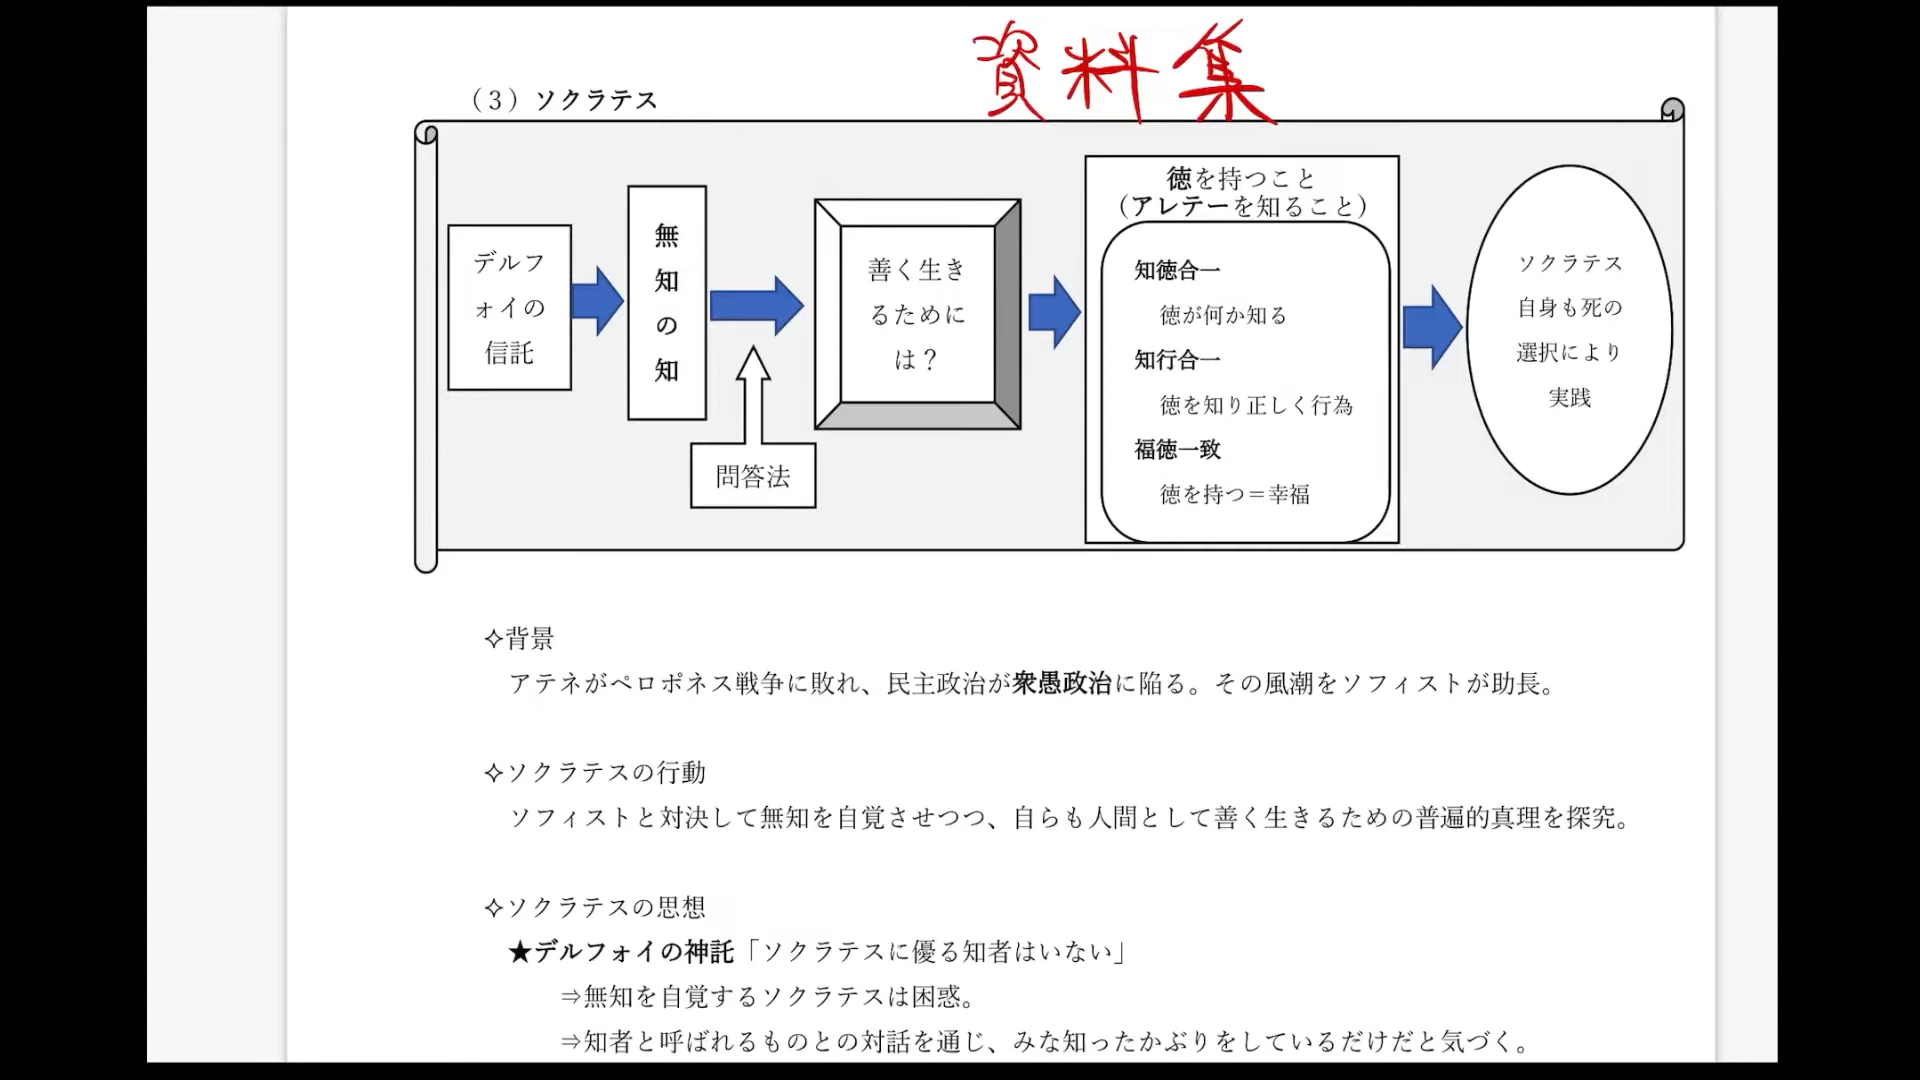 資料集
（3）ソクラテス
デルフ
ォイの
信託
無
知
の
知
問答法
善く生き
るために
は？
徳を持つこと
（アレテーを知ること）
知徳合一
徳が何か知る
知行合一
徳を知り正しく行為
福徳一致
徳を持つ＝幸福
ソクラテス
自身も死の
選択により
実践
✧背景
アテネがペロポネス戦争に敗れ、民主政治が衆愚政治に陥る。その風潮をソフィストが助長。
✧ソクラテスの行動
ソフィストと対決して無知を自覚させつつ、自らも人間として善く生きるための普遍的真理を探究。
✧ソクラテスの思想
★デルフォイの神託「ソクラテスに優る知者はいない」
⇒無知を自覚するソクラテスは困惑。
⇒知者と呼ばれるものとの対話を通じ、みな知ったかぶりをしているだけだと気づく。